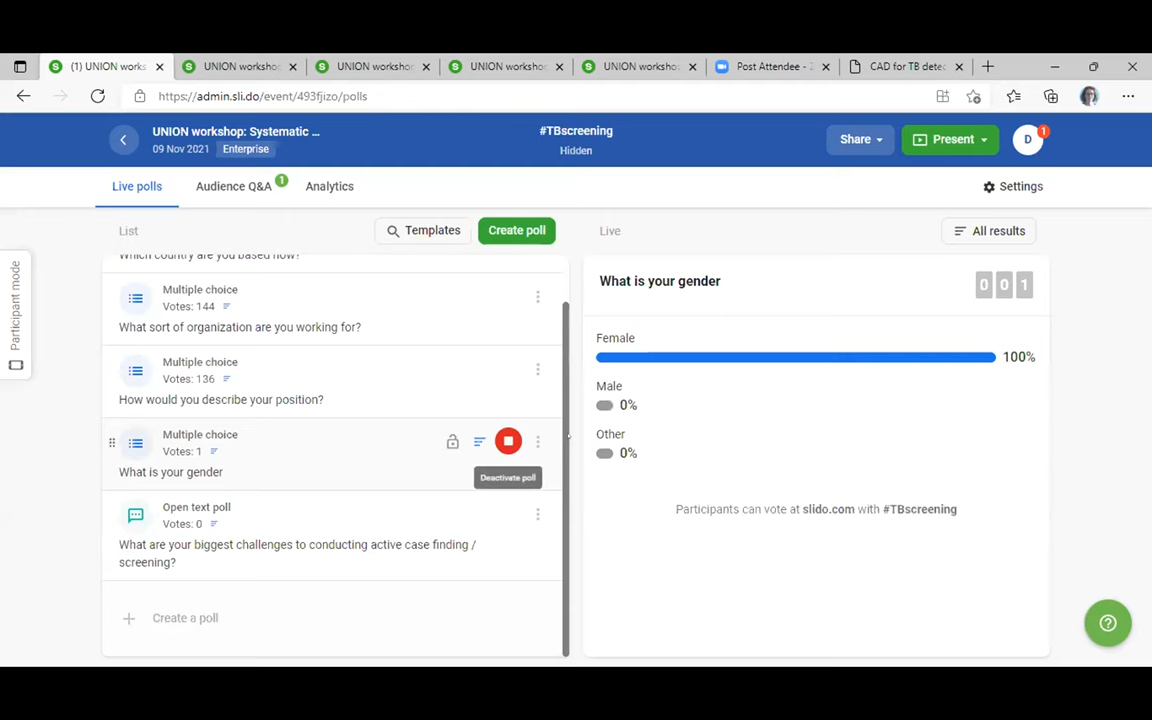 (1) UNION works
UNION workshop
UNION worksho
UNION workshop
UNION workshop
Post Attendee -
CAD for TB dete
https://admin.sli.do/event/493fjizo/polls
UNION workshop: Systematic ...
09 Nov 2021
Enterprise
#TBscreening
Hidden
Share
Present
D
1
Live polls
Audience Q&A
1
Analytics
Settings
List
Templates
Create poll
Live
All results
Participant mode
Which country are you based now?
Multiple choice
Votes: 144
What sort of organization are you working for?
Multiple choice
Votes: 136
How would you describe your position?
Multiple choice
Votes: 1
What is your gender
Deactivate poll
Open text poll
Votes: 0
What are your biggest challenges to conducting active case finding /
screening?
Create a poll
What is your gender
0 0 1
Female
100%
Male
0%
Other
0%
Participants can vote at slido.com with #TBscreening